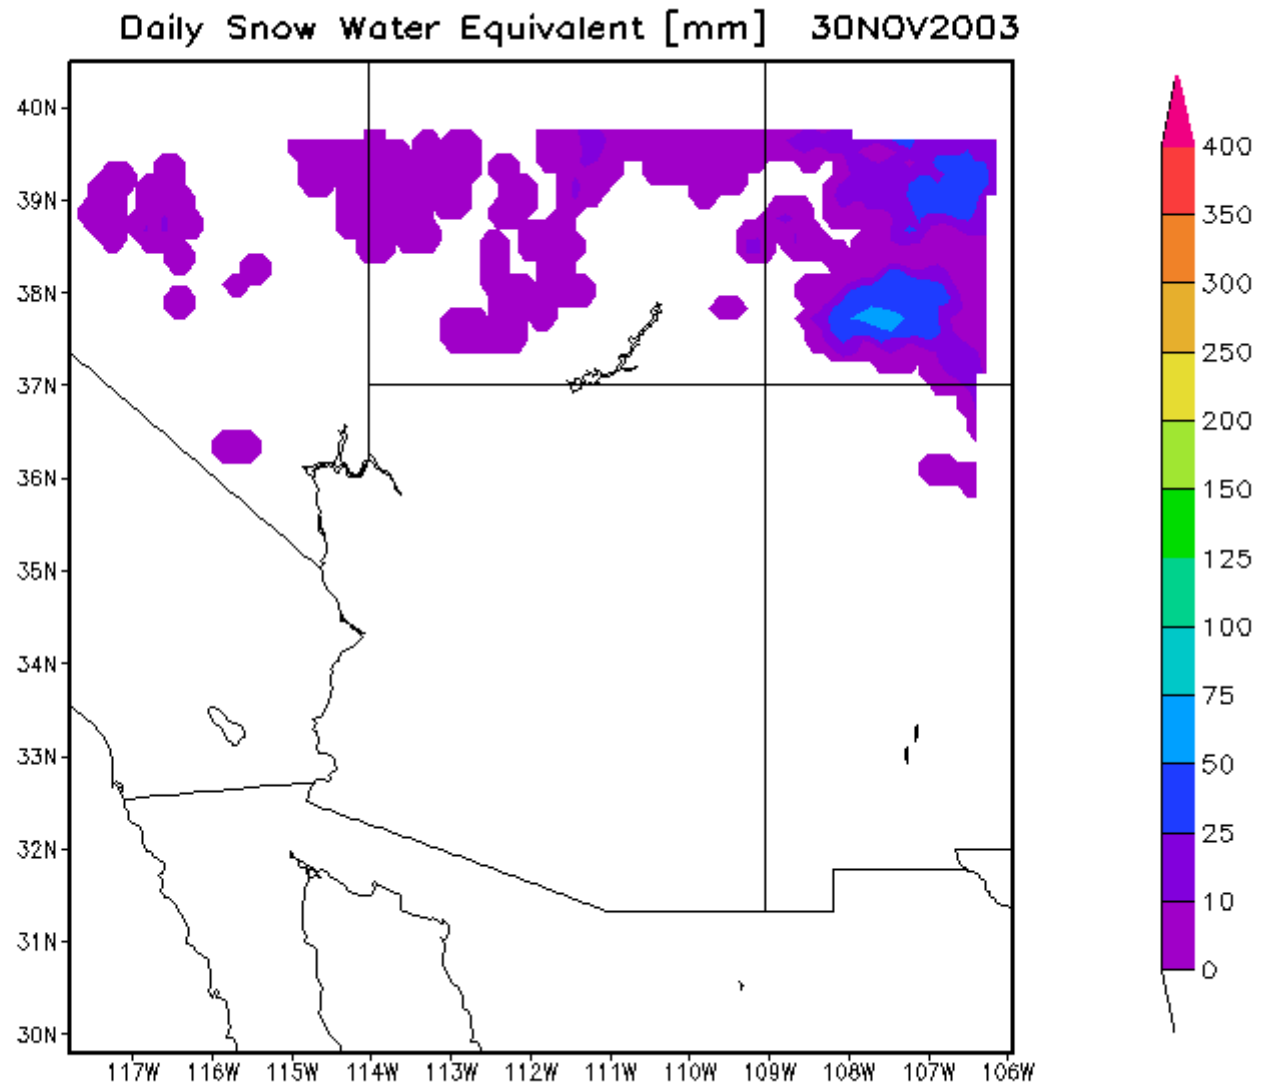 Daily Snow Water Equivalent [mm] 30NOV2003
40N
39N
38N
37N
36N
35N
34N
33N
32N
31N
30N
117W 116W 115W 114W 113W 112W 111W 110W 109W 108W 107W 106W
400
350
300
250
200
150
125
100
75
50
25
10
0